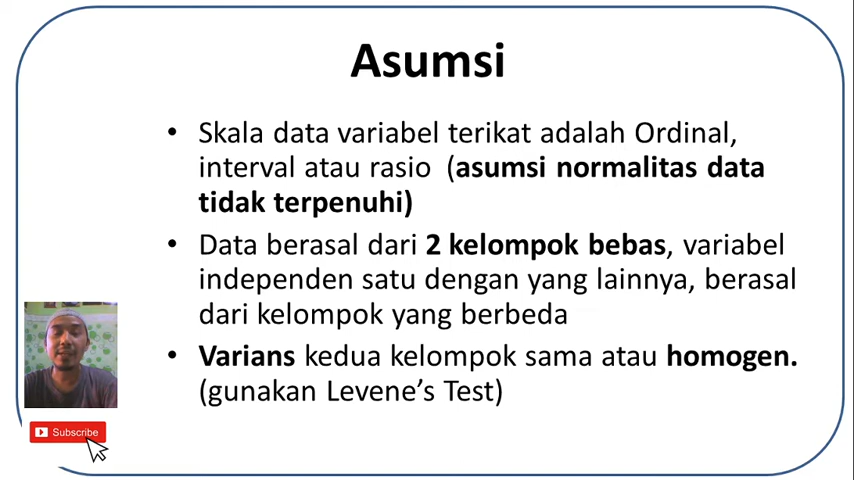 Asumsi
• Skala data variabel terikat adalah Ordinal,
interval atau rasio (asumsi normalitas data
tidak terpenuhi)
• Data berasal dari 2 kelompok bebas, variabel
independen satu dengan yang lainnya, berasal
dari kelompok yang berbeda
• Varians kedua kelompok sama atau homogen.
(gunakan Levene’s Test)
Subscribe